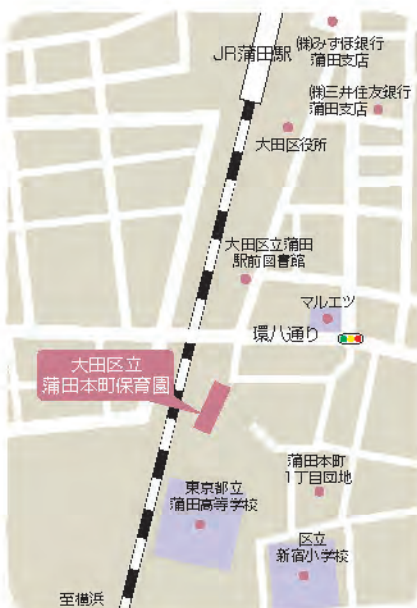 ㈱みずほ銀行
蒲田支店
JR蒲田駅
㈱三井住友銀行
蒲田支店
大田区役所
大田区立蒲田
駅前図書館
マルエツ
環八通り
大田区立
蒲田本町保育園
蒲田本町
1丁目団地
東京都立
蒲田高等学校
区立
新宿小学校
至横浜